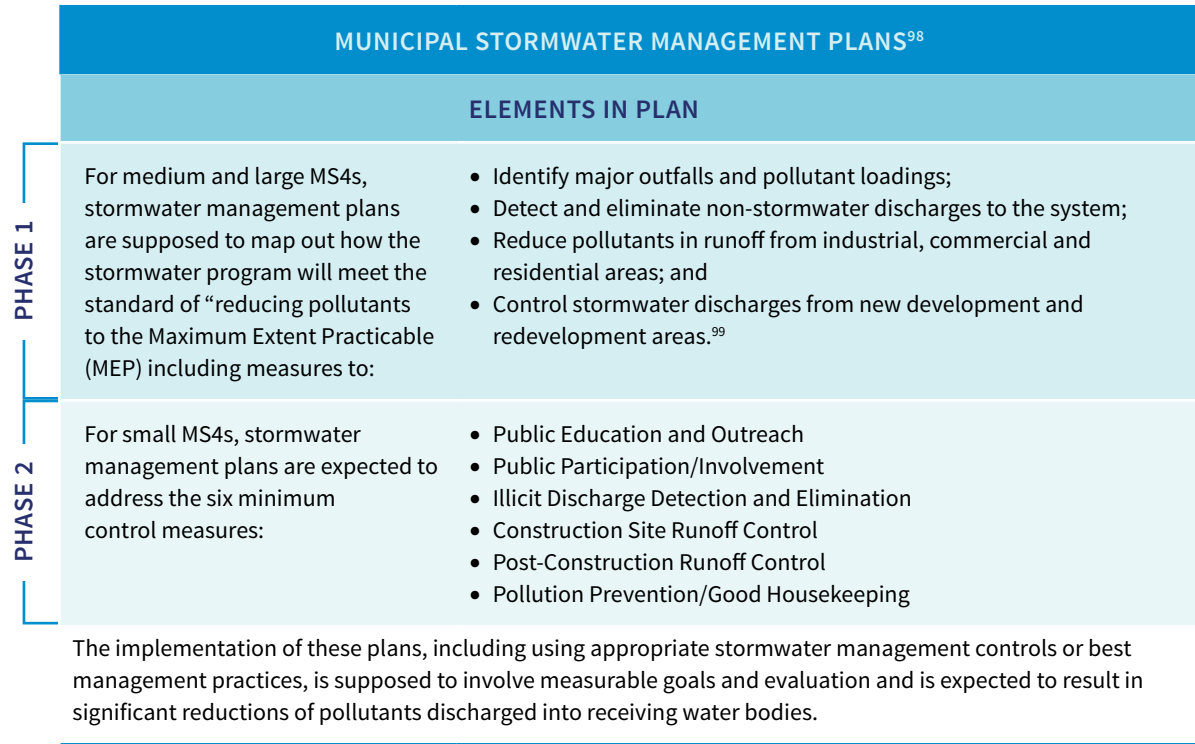 MUNICIPAL STORMWATER MANAGEMENT PLANS98
ELEMENTS IN PLAN
PHASE 1
For medium and large MS4s,
stormwater management plans
are supposed to map out how the
stormwater program will meet the
standard of “reducing pollutants
to the Maximum Extent Practicable
(MEP) including measures to:
• Identify major outfalls and pollutant loadings;
• Detect and eliminate non-stormwater discharges to the system;
• Reduce pollutants in runoff from industrial, commercial and
residential areas; and
• Control stormwater discharges from new development and
redevelopment areas.99
PHASE 2
For small MS4s, stormwater
management plans are expected to
address the six minimum
control measures:
• Public Education and Outreach
• Public Participation/Involvement
• Illicit Discharge Detection and Elimination
• Construction Site Runoff Control
• Post-Construction Runoff Control
• Pollution Prevention/Good Housekeeping
The implementation of these plans, including using appropriate stormwater management controls or best
management practices, is supposed to involve measurable goals and evaluation and is expected to result in
significant reductions of pollutants discharged into receiving water bodies.